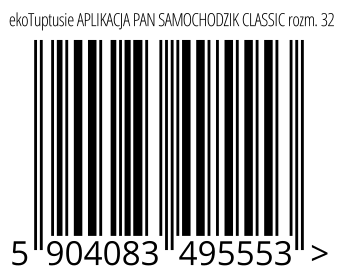 ekoTuptusie APLIKACJA PAN SAMOCHODZIK CLASSIC rozm. 32
5 904083 495553 >